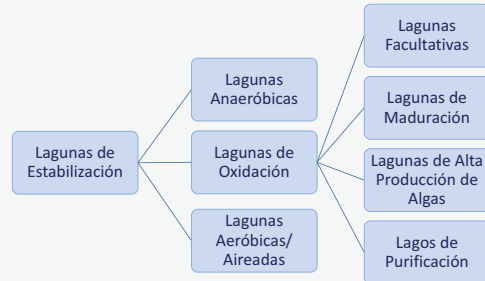 Lagunas de
Estabilización
Lagunas
Anaeróbicas
Lagunas de
Oxidación
Lagunas
Aeróbicas/
Aireadas
Lagunas
Facultativas
Lagunas de
Maduración
Lagunas de Alta
Producción de
Algas
Lagos de
Purificación